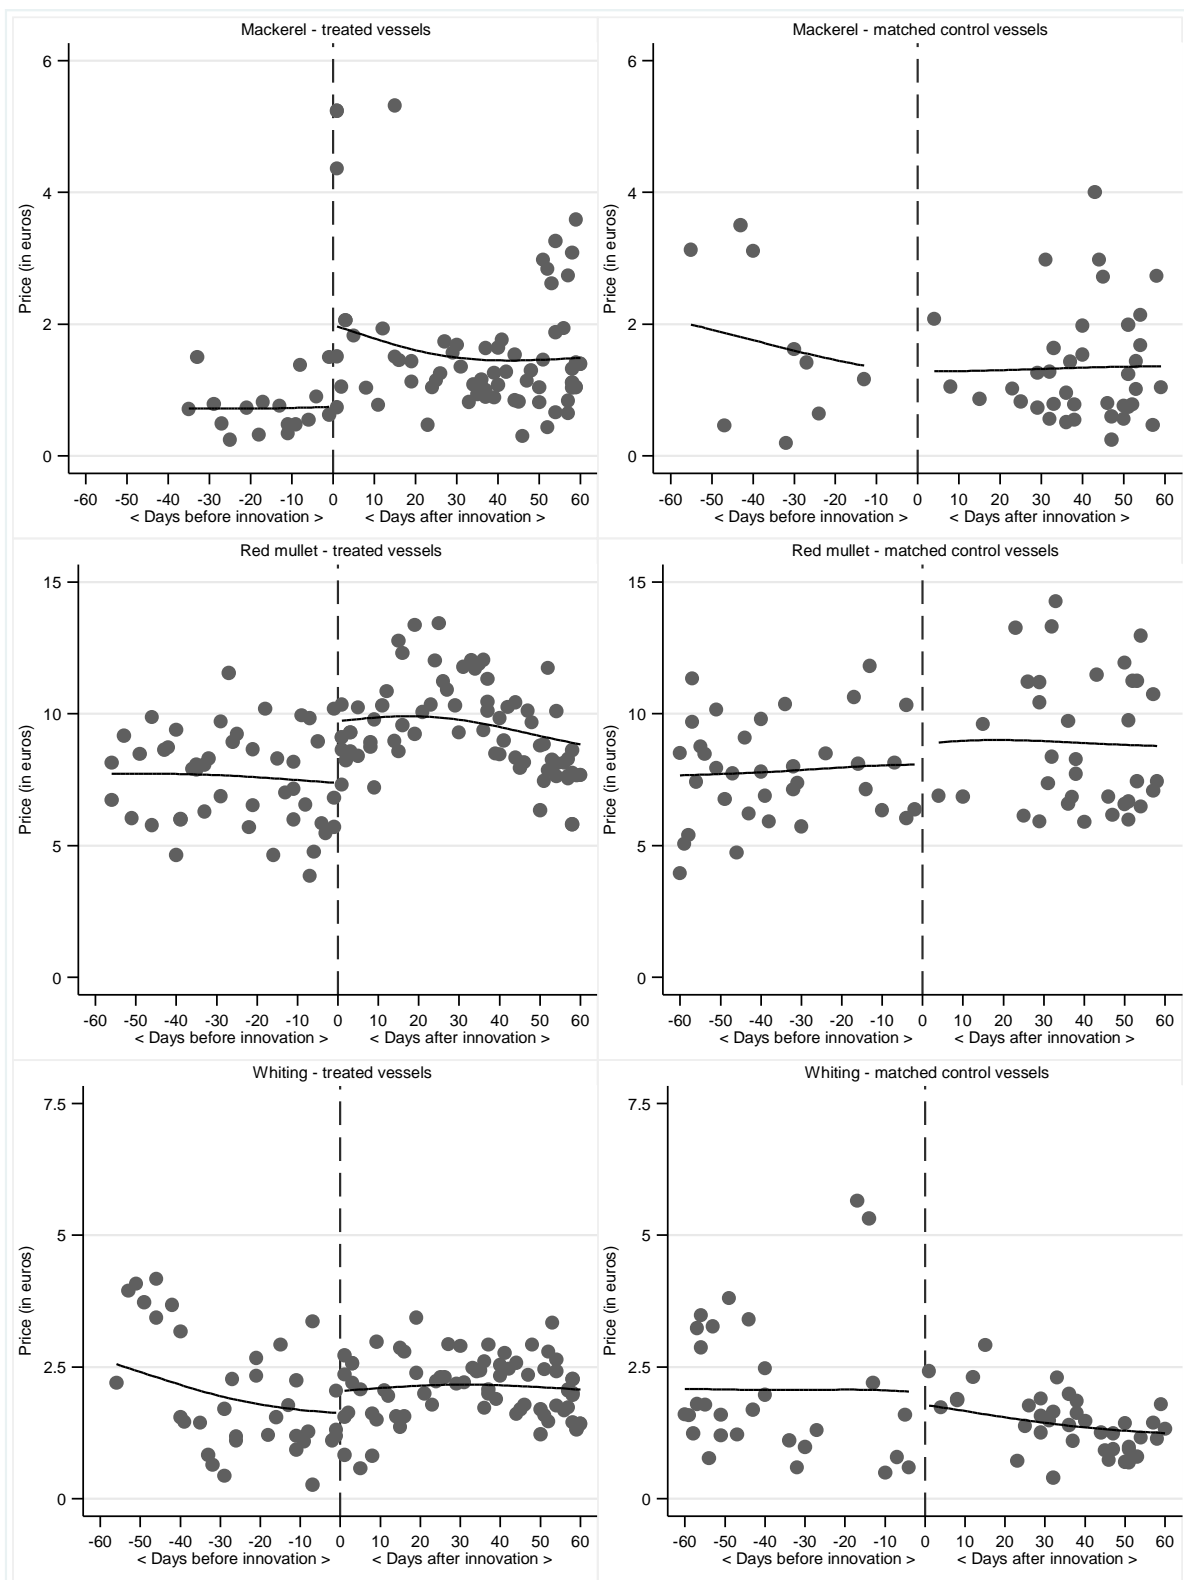 Mackerel - treated vessels
Price (in euros)
6
4
2
0
-60 -50 -40 -30 -20 -10 0 10 20 30 40 50 60
< Days before innovation > < Days after innovation >
Mackerel - matched control vessels
Price (in euros)
6
4
2
0
-60 -50 -40 -30 -20 -10 0 10 20 30 40 50 60
< Days before innovation > < Days after innovation >
Red mullet - treated vessels
Price (in euros)
15
10
5
0
-60 -50 -40 -30 -20 -10 0 10 20 30 40 50 60
< Days before innovation > < Days after innovation >
Red mullet - matched control vessels
Price (in euros)
15
10
5
0
-60 -50 -40 -30 -20 -10 0 10 20 30 40 50 60
< Days before innovation > < Days after innovation >
Whiting - treated vessels
Price (in euros)
7.5
5
2.5
0
-60 -50 -40 -30 -20 -10 0 10 20 30 40 50 60
< Days before innovation > < Days after innovation >
Whiting - matched control vessels
Price (in euros)
7.5
5
2.5
0
-60 -50 -40 -30 -20 -10 0 10 20 30 40 50 60
< Days before innovation > < Days after innovation >